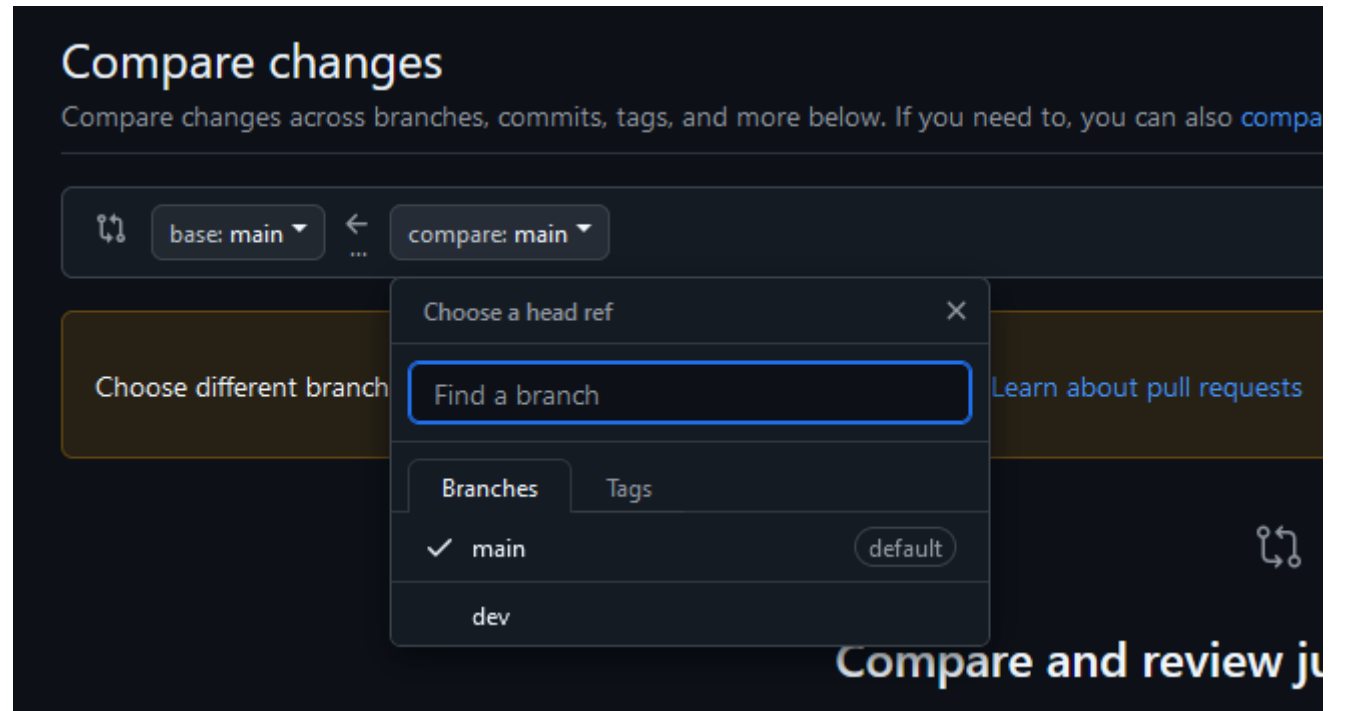 Compare changes
Compare changes across branches, commits, tags, and more below. If you need to, you can also compa
base: main
...
compare: main
Choose a head ref
Choose different branch
Find a branch
Learn about pull requests
Branches Tags
main default
dev
Compare and review ju